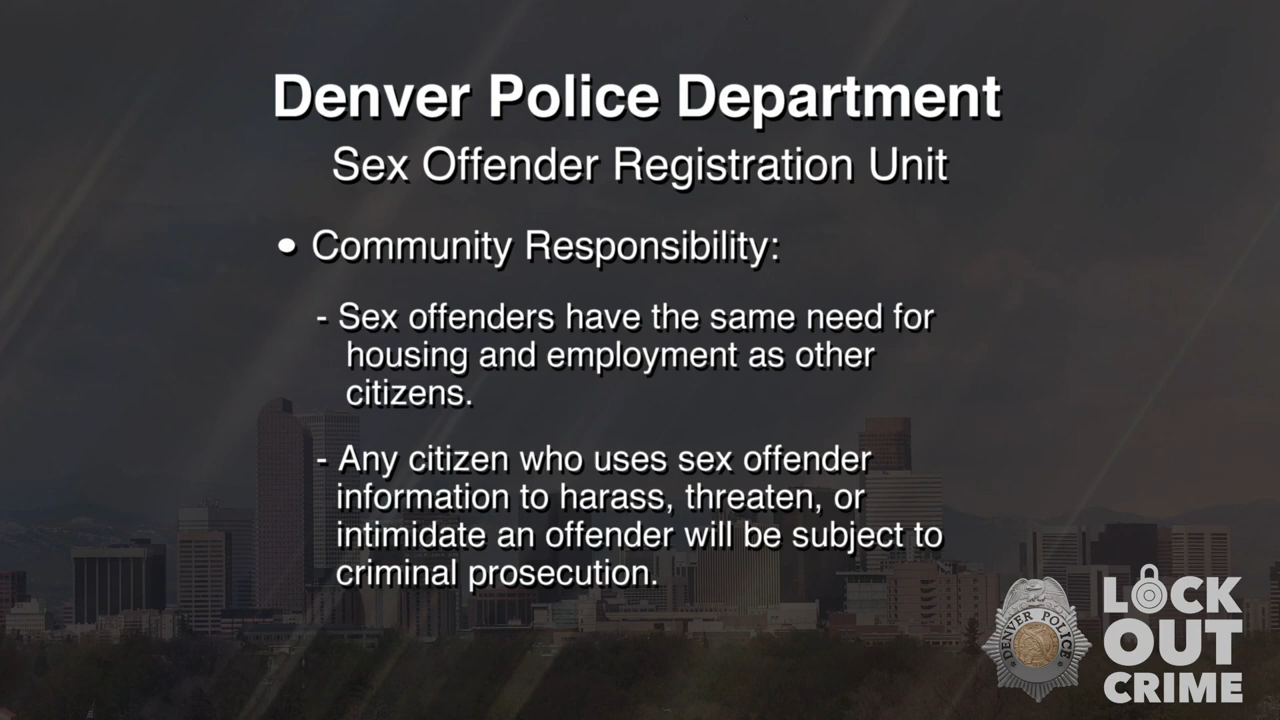 Denver Police Department
Sex Offender Registration Unit
• Community Responsibility:
- Sex offenders have the same need for
housing and employment as other
citizens.
- Any citizen who uses sex offender
information to harass, threaten, or
intimidate an offender will be subject to
criminal prosecution.
DENVER POLICE
LOCK
OUT
CRIME